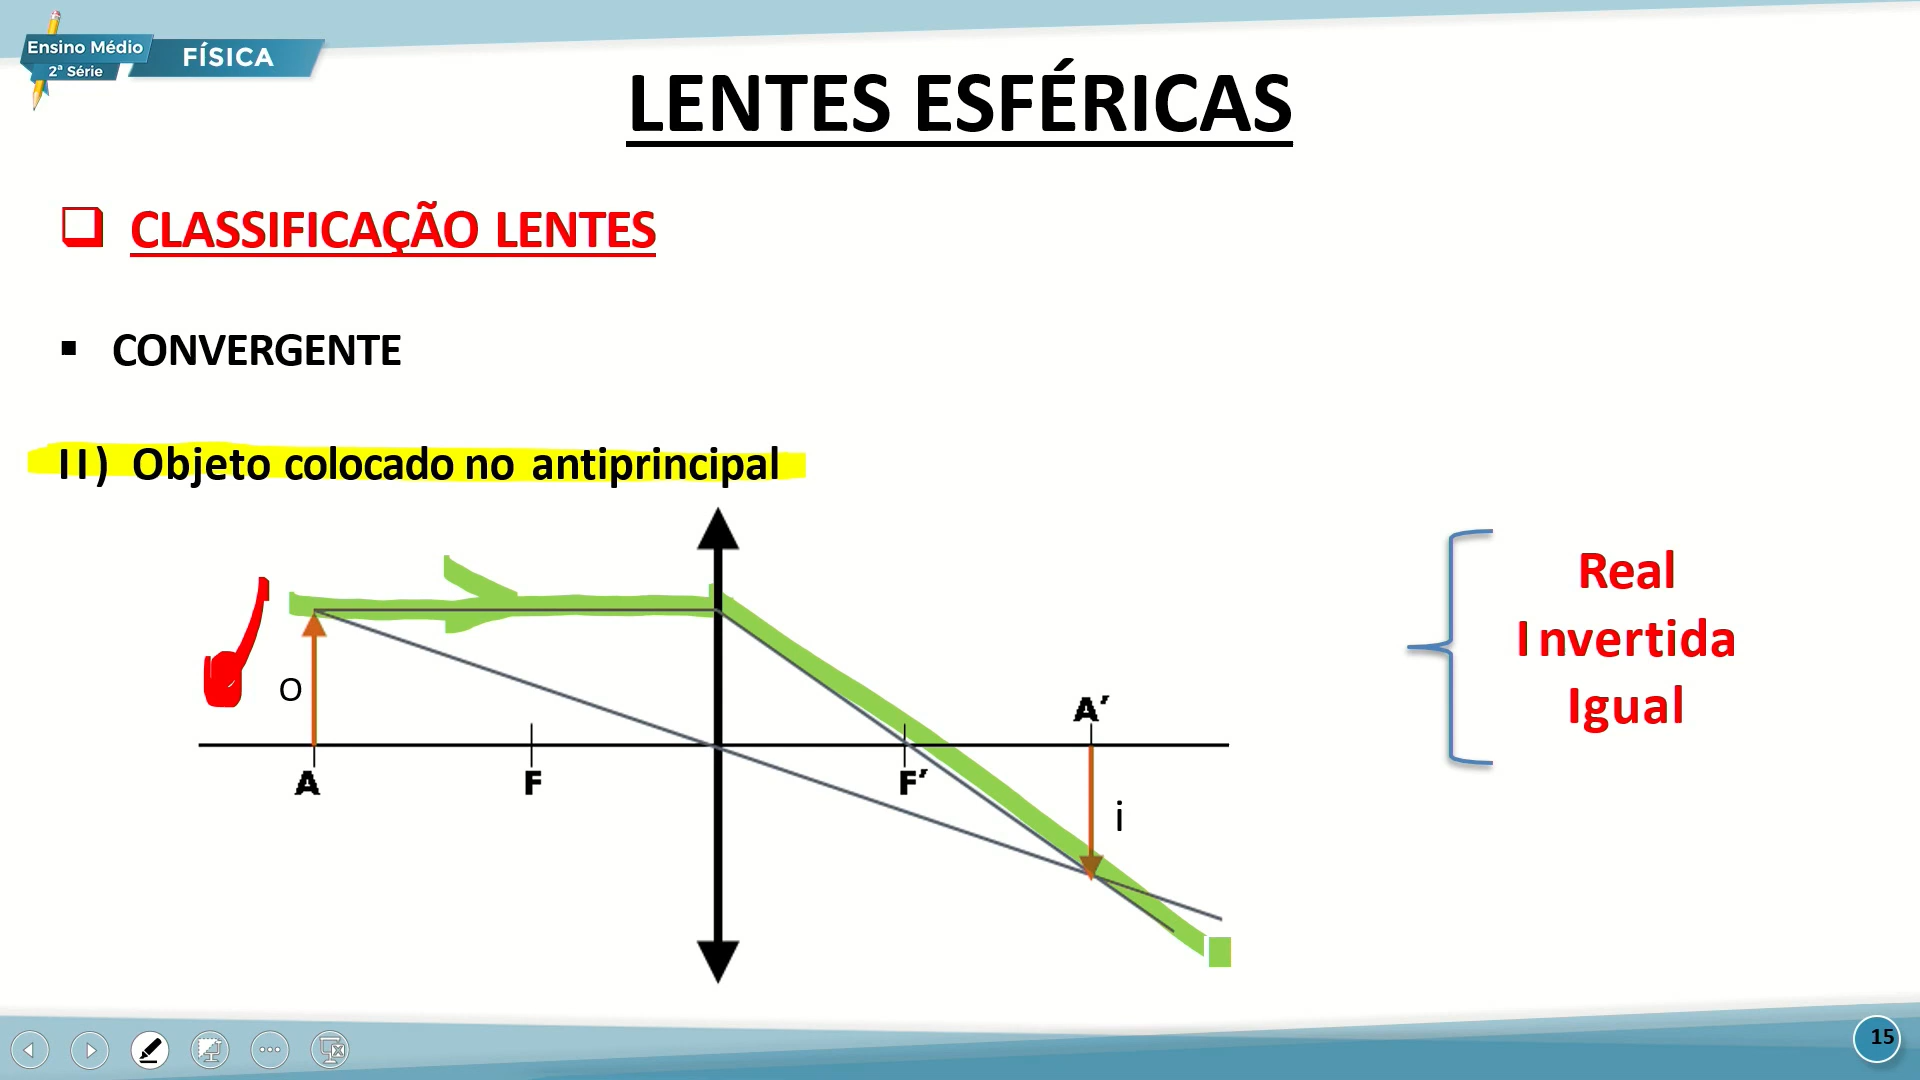 Ensino Médio
2ª Série
FÍSICA
LENTES ESFÉRICAS
CLASSIFICAÇÃO LENTES
CONVERGENTE
II) Objeto colocado no antiprincipal
O
A
F
F′
A′
i
Real
Invertida
Igual
15